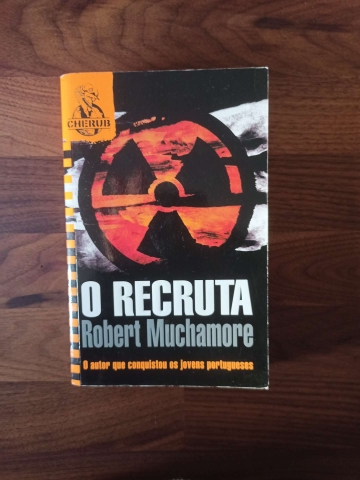 CHERUB
O RECRUTA
Robert Muchamore
O autor que conquistou os jovens portugueses